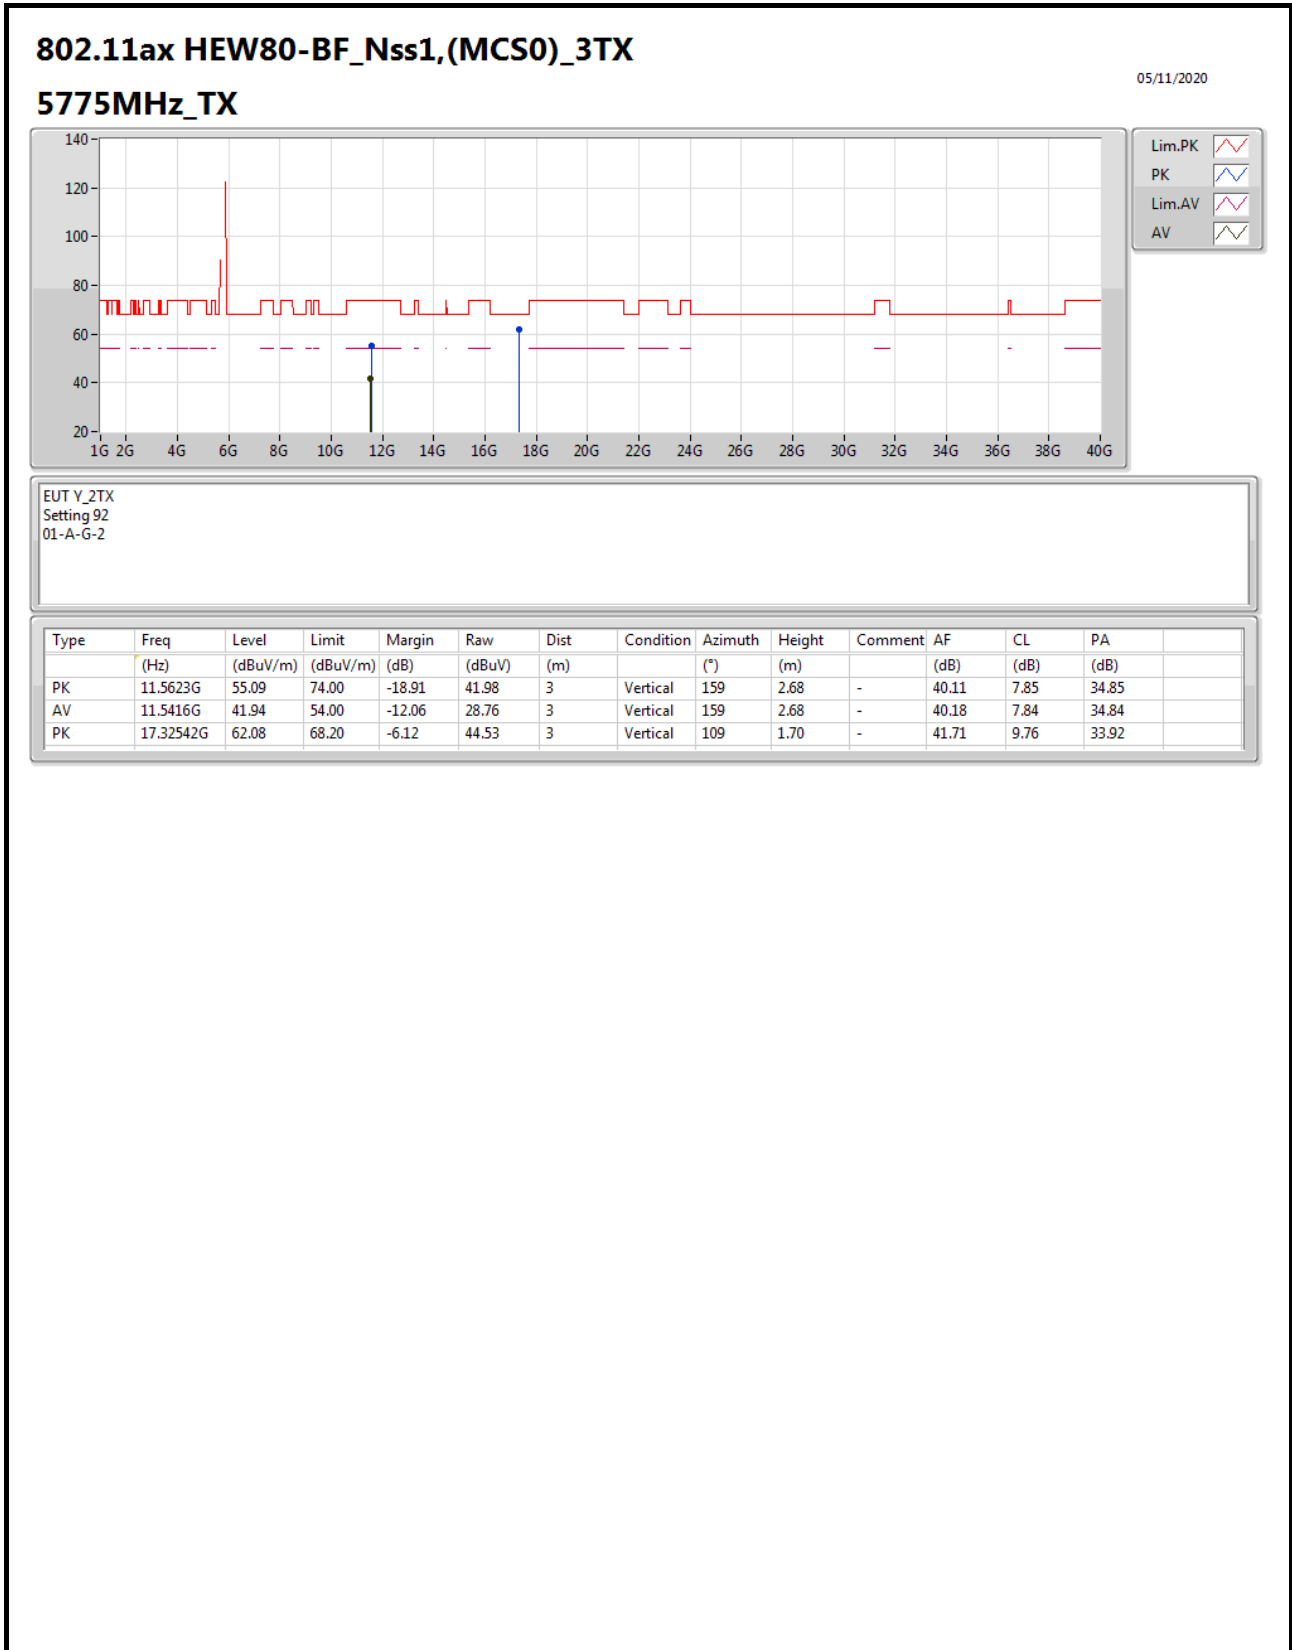 802.11ax HEW80-BF_Nss1,(MCS0)_3TX
05/11/2020
5775MHz_TX
140
120
100
80
60
40
20
1G 2G 4G 6G 8G 10G 12G 14G 16G 18G 20G 22G 24G 26G 28G 30G 32G 34G 36G 38G 40G
Lim.PK
PK
Lim.AV
AV
EUT Y_2TX
Setting 92
01-A-G-2
Type Freq Level Limit Margin Raw Dist Condition Azimuth Height Comment AF CL PA
(Hz) (dBuV/m) (dBuV/m) (dB) (dBuV) (m) (°) (m) (dB) (dB) (dB)
PK 11.5623G 55.09 74.00 -18.91 41.98 3 Vertical 159 2.68 - 40.11 7.85 34.85
AV 11.5416G 41.94 54.00 -12.06 28.76 3 Vertical 159 2.68 - 40.18 7.84 34.84
PK 17.32542G 62.08 68.20 -6.12 44.53 3 Vertical 109 1.70 - 41.71 9.76 33.92